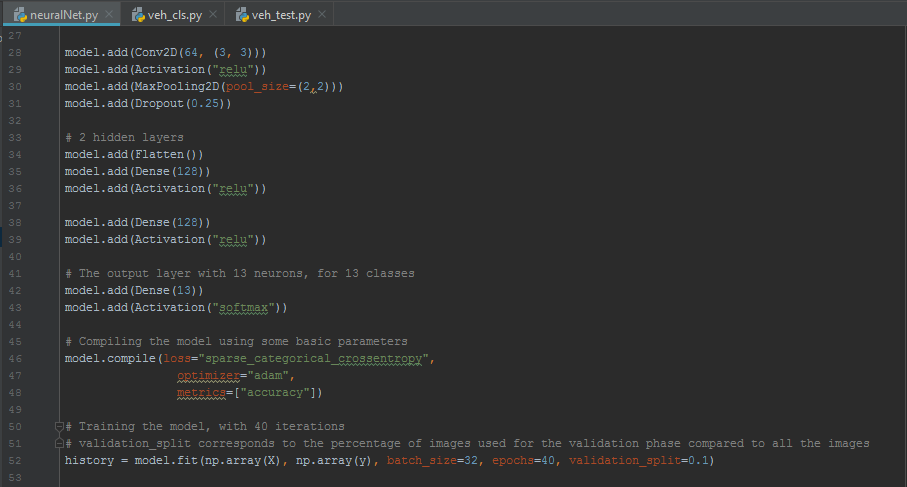 neuralNet.py veh_cls.py veh_test.py
27
28 model.add(Conv2D(64, (3, 3)))
29 model.add(Activation("relu"))
30 model.add(MaxPooling2D(pool_size=(2,2)))
31 model.add(Dropout(0.25))
32
33 # 2 hidden layers
34 model.add(Flatten())
35 model.add(Dense(128))
36 model.add(Activation("relu"))
37
38 model.add(Dense(128))
39 model.add(Activation("relu"))
40
41 # The output layer with 13 neurons, for 13 classes
42 model.add(Dense(13))
43 model.add(Activation("softmax"))
44
45 # Compiling the model using some basic parameters
46 model.compile(loss="sparse_categorical_crossentropy",
47 optimizer="adam",
48 metrics=["accuracy"])
49
50 # Training the model, with 40 iterations
51 # validation_split corresponds to the percentage of images used for the validation phase compared to all the images
52 history = model.fit(np.array(X), np.array(y), batch_size=32, epochs=40, validation_split=0.1)
53